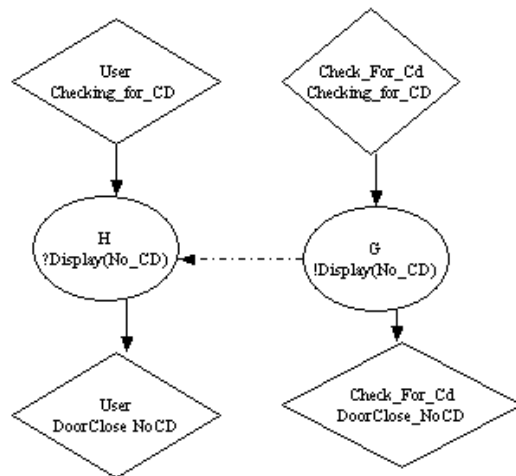 User
Checking_for_CD
Check_For_Cd
Checking_for_CD
H
?Display(No_CD)
G
!Display(No_CD)
User
DoorClose NoCD
Check_For_Cd
DoorClose_NoCD